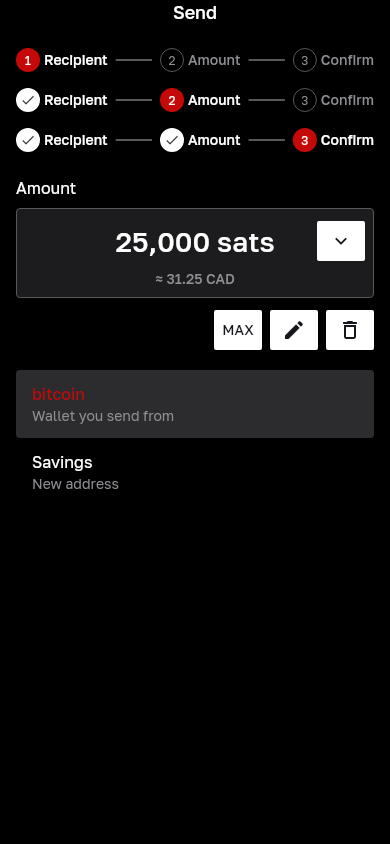 Send
1 Recipient 2 Amount 3 Confirm
Recipient 2 Amount 3 Confirm
Recipient Amount 3 Confirm
Amount
25,000 sats
≈ 31.25 CAD
MAX
bitcoin
Wallet you send from
Savings
New address